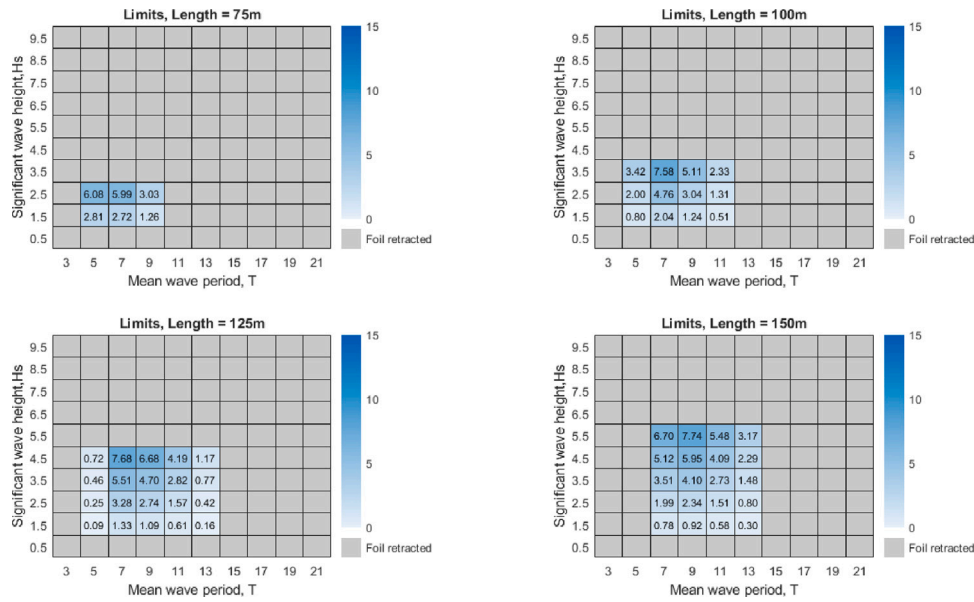 Limits, Length = 75m
Significant wave height,Hs
9.5
8.5
7.5
6.5
5.5
4.5
3.5
2.5 6.08 5.99 3.03
1.5 2.81 2.72 1.26
0.5
3 5 7 9 11 13 15 17 19 21
Mean wave period, T
15
10
5
0
Foil retracted
Limits, Length = 100m
Significant wave height,Hs
9.5
8.5
7.5
6.5
5.5
4.5
3.5 3.42 7.58 5.11 2.33
2.5 2.00 4.76 3.04 1.31
1.5 0.80 2.04 1.24 0.51
0.5
3 5 7 9 11 13 15 17 19 21
Mean wave period, T
15
10
5
0
Foil retracted
Limits, Length = 125m
Significant wave height,Hs
9.5
8.5
7.5
6.5
5.5
4.5 0.72 7.68 6.68 4.19 1.17
3.5 0.46 5.51 4.70 2.82 0.77
2.5 0.25 3.28 2.74 1.57 0.42
1.5 0.09 1.33 1.09 0.61 0.16
0.5
3 5 7 9 11 13 15 17 19 21
Mean wave period, T
15
10
5
0
Foil retracted
Limits, Length = 150m
Significant wave height,Hs
9.5
8.5
7.5
6.5
5.5 6.70 7.74 5.48 3.17
4.5 5.12 5.95 4.09 2.29
3.5 3.51 4.10 2.73 1.48
2.5 1.99 2.34 1.51 0.80
1.5 0.78 0.92 0.58 0.30
0.5
3 5 7 9 11 13 15 17 19 21
Mean wave period, T
15
10
5
0
Foil retracted